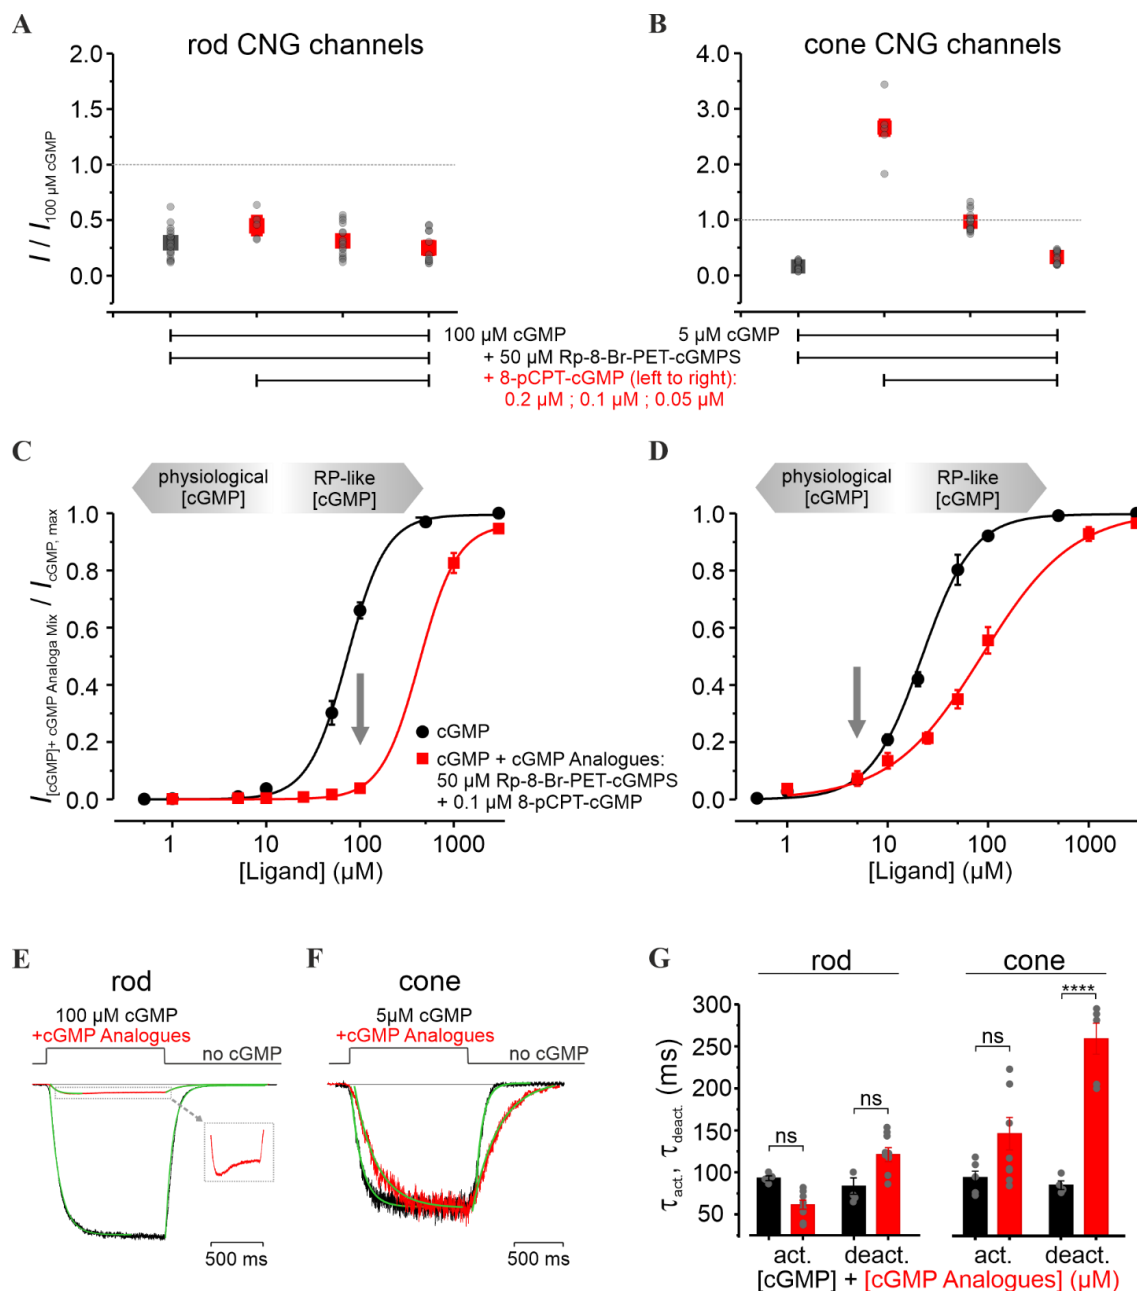 A
rod CNG channels
2.0
1.5
1.0
0.5
0.0
I / I 100 µM cGMP
B
cone CNG channels
4.0
3.0
2.0
1.0
0.0
100 µM cGMP
5 µM cGMP
+ 50 µM Rp-8-Br-PET-cGMPS
+ 8-pCPT-cGMP (left to right):
0.2 µM ; 0.1 µM ; 0.05 µM
C
physiological
[cGMP]
RP-like
[cGMP]
1.0
0.8
0.6
0.4
0.2
0.0
I [cGMP]+ cGMP Analoga Mix / I cGMP, max
1
10
100
1000
[Ligand] (µM)
cGMP
cGMP + cGMP Analogues:
50 µM Rp-8-Br-PET-cGMPS
+ 0.1 µM 8-pCPT-cGMP
D
physiological
[cGMP]
RP-like
[cGMP]
1.0
0.8
0.6
0.4
0.2
0.0
1
10
100
1000
[Ligand] (µM)
E
rod
100 µM cGMP
+cGMP Analogues
no cGMP
500 ms
F
cone
5µM cGMP
+cGMP Analogues
no cGMP
500 ms
G
rod
cone
300
250
200
150
100
50
τact., τdeact. (ms)
ns
ns
ns
****
act.
deact.
act.
deact.
[cGMP] + [cGMP Analogues] (µM)